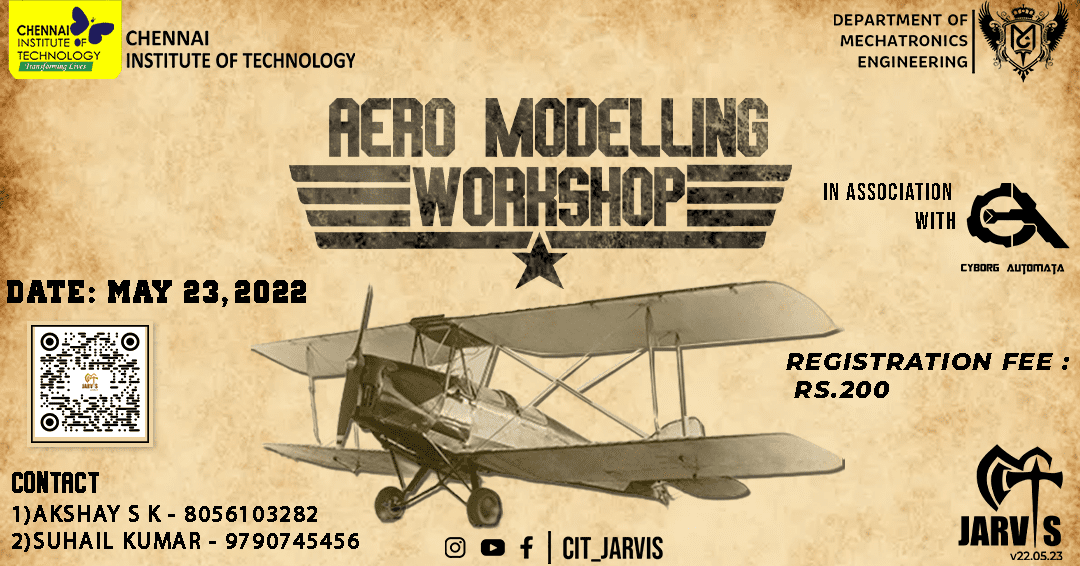 CHENNAI
INSTITUTE OF
TECHNOLOGY
Transforming Lives
CHENNAI
INSTITUTE OF TECHNOLOGY
DEPARTMENT OF
MECHATRONICS
ENGINEERING
AERO MODELLING
WORKSHOP
IN ASSOCIATION
WITH
CYBORG AUTOMATA
DATE: MAY 23,2022
JARVIS
REGISTRATION FEE :
RS.200
CONTACT
1)AKSHAY S K - 8056103282
2)SUHAIL KUMAR - 9790745456
CIT_JARVIS
JARVIS
v22.05.23